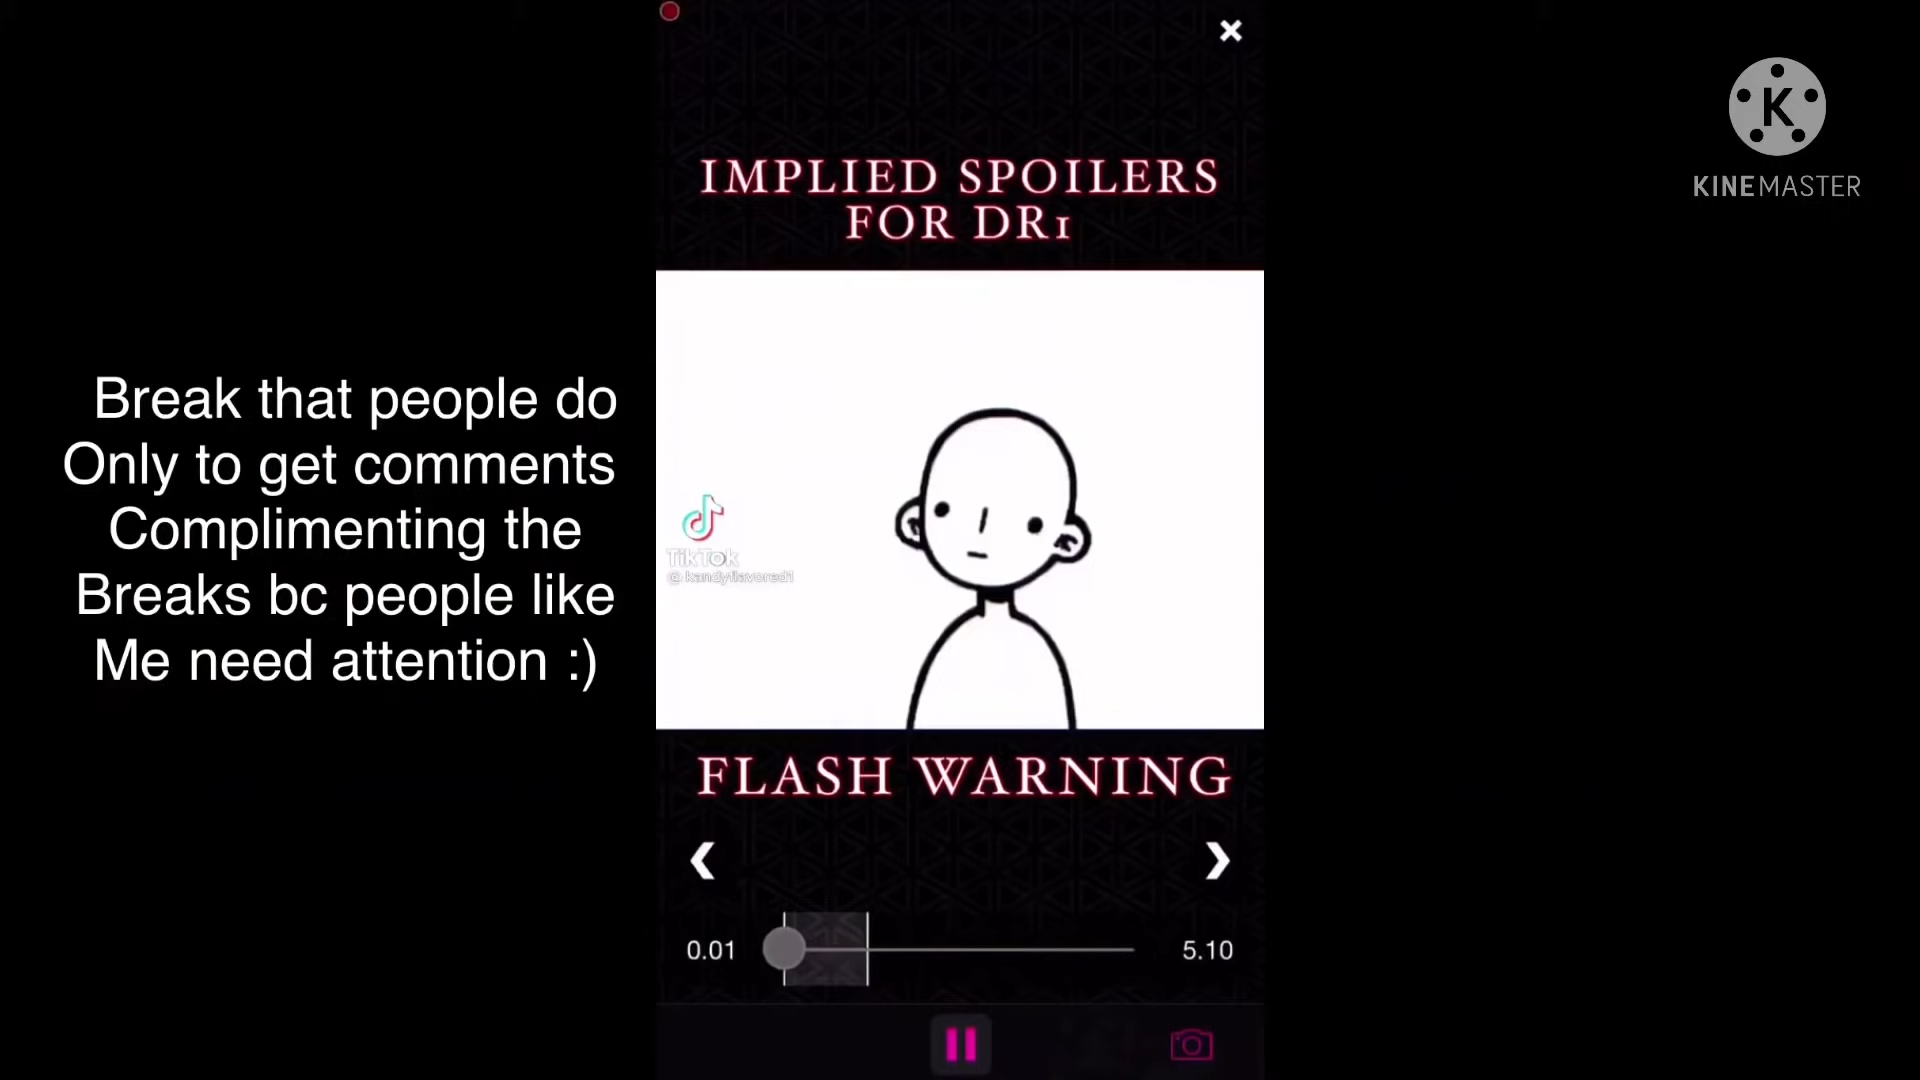 IMPLIED SPOILERS
FOR DR1
K
KINEMASTER
Break that people do
Only to get comments
Complimenting the
Breaks bc people like
Me need attention :)
TikTok
@kandyflavored1
FLASH WARNING
0.01
5.10